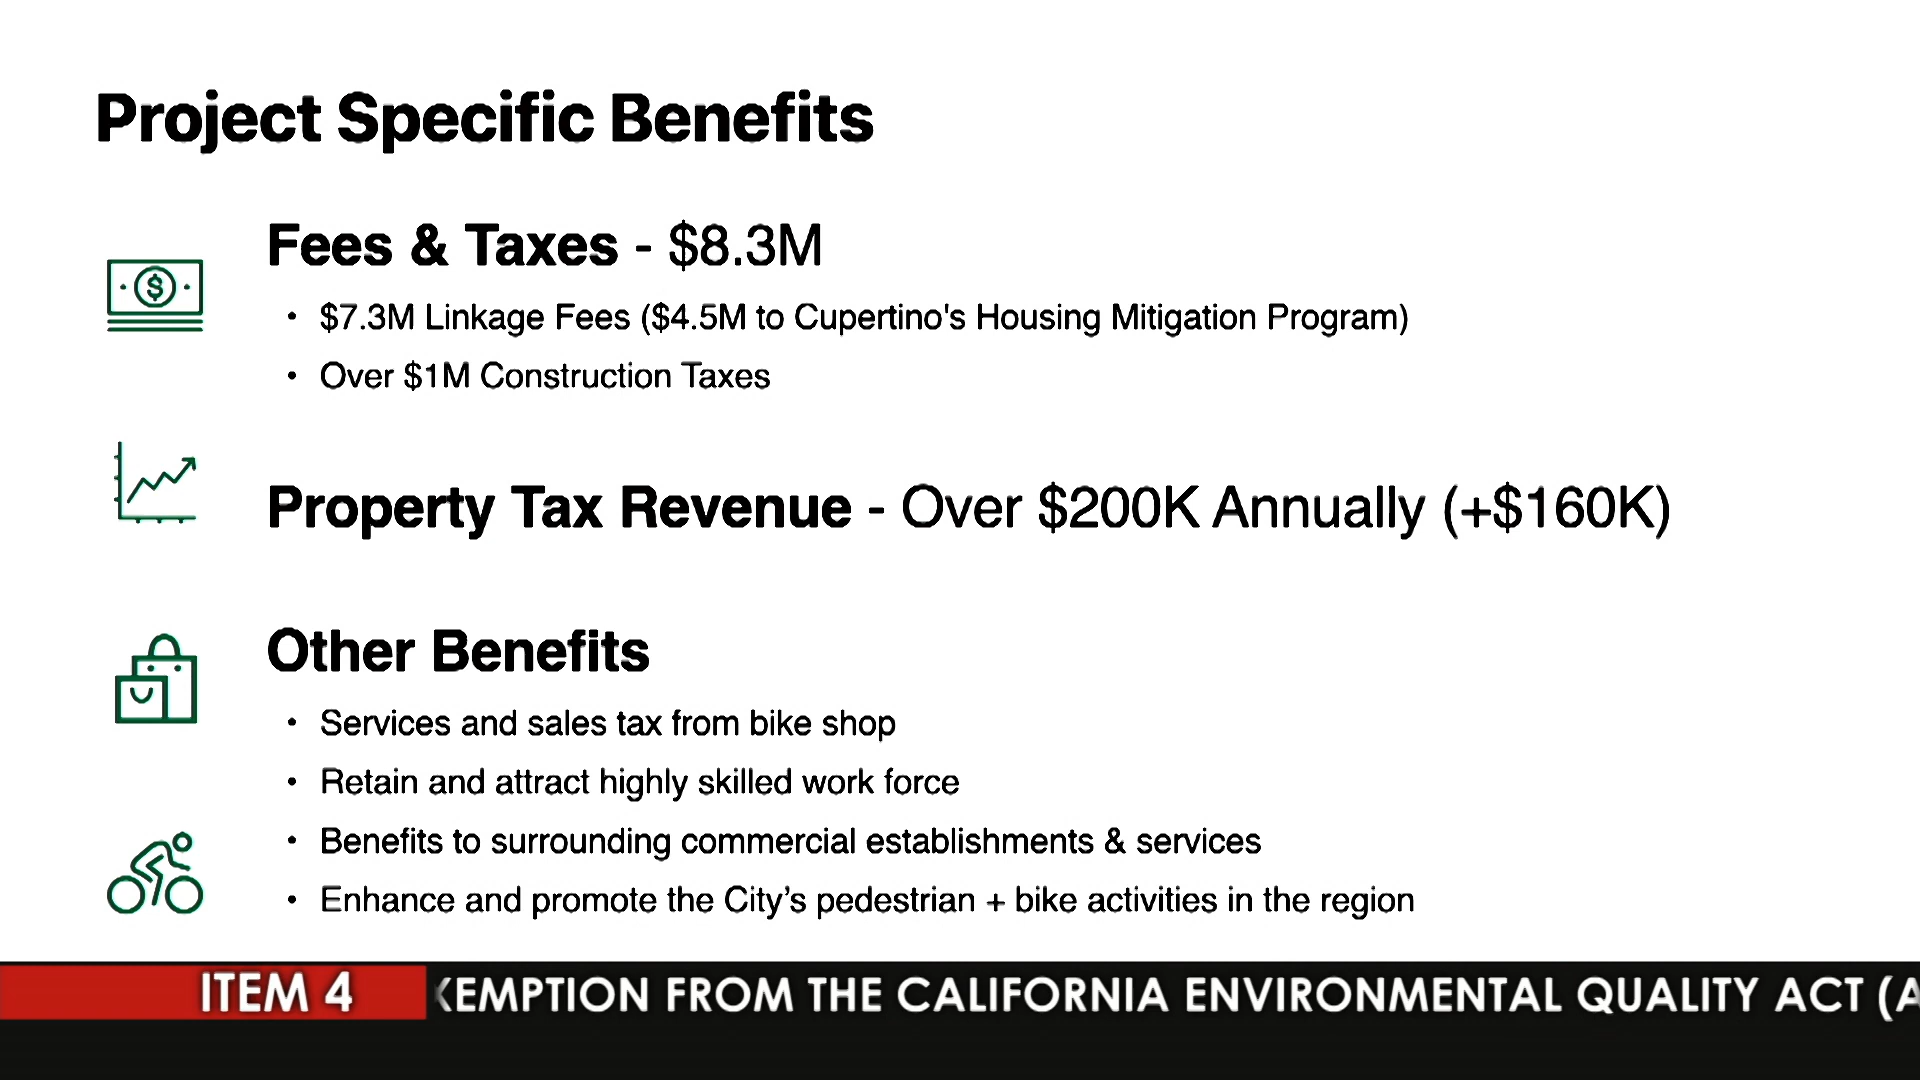 Project Specific Benefits
Fees & Taxes - $8.3M
• $7.3M Linkage Fees ($4.5M to Cupertino's Housing Mitigation Program)
• Over $1M Construction Taxes
Property Tax Revenue - Over $200K Annually (+$160K)
Other Benefits
• Services and sales tax from bike shop
• Retain and attract highly skilled work force
• Benefits to surrounding commercial establishments & services
• Enhance and promote the City’s pedestrian + bike activities in the region
ITEM 4 XEMPTION FROM THE CALIFORNIA ENVIRONMENTAL QUALITY ACT (A